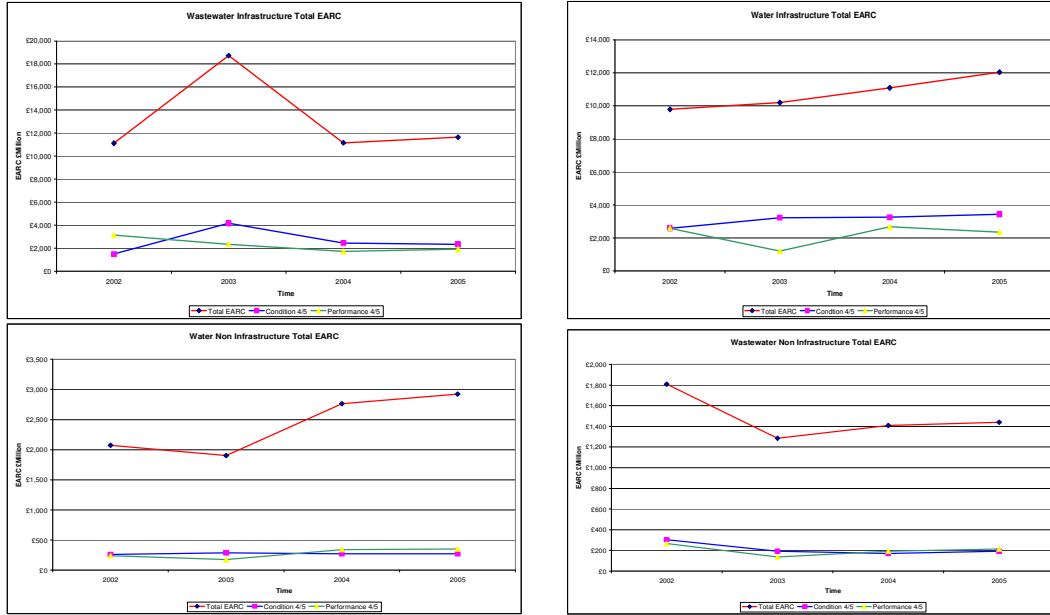 Wastewater Infrastructure Total EARC
£20,000
£18,000
£16,000
£14,000
£12,000
£10,000
£8,000
£6,000
£4,000
£2,000
£0
EARC £Million
2002 2003 2004 2005
Time
Total EARC Condition 4/5 Performance 4/5
Water Infrastructure Total EARC
£14,000
£12,000
£10,000
£8,000
£6,000
£4,000
£2,000
£0
EARC £Million
2002 2003 2004 2005
Time
Total EARC Condition 4/5 Performance 4/5
Water Non Infrastructure Total EARC
£3,500
£3,000
£2,500
£2,000
£1,500
£1,000
£500
£0
EARC £Million
2002 2003 2004 2005
Time
Total EARC Condition 4/5 Performance 4/5
Wastewater Non Infrastructure Total EARC
£2,000
£1,800
£1,600
£1,400
£1,200
£1,000
£800
£600
£400
£200
£0
EARC £Million
2002 2003 2004 2005
Time
Total EARC Condition 4/5 Performance 4/5